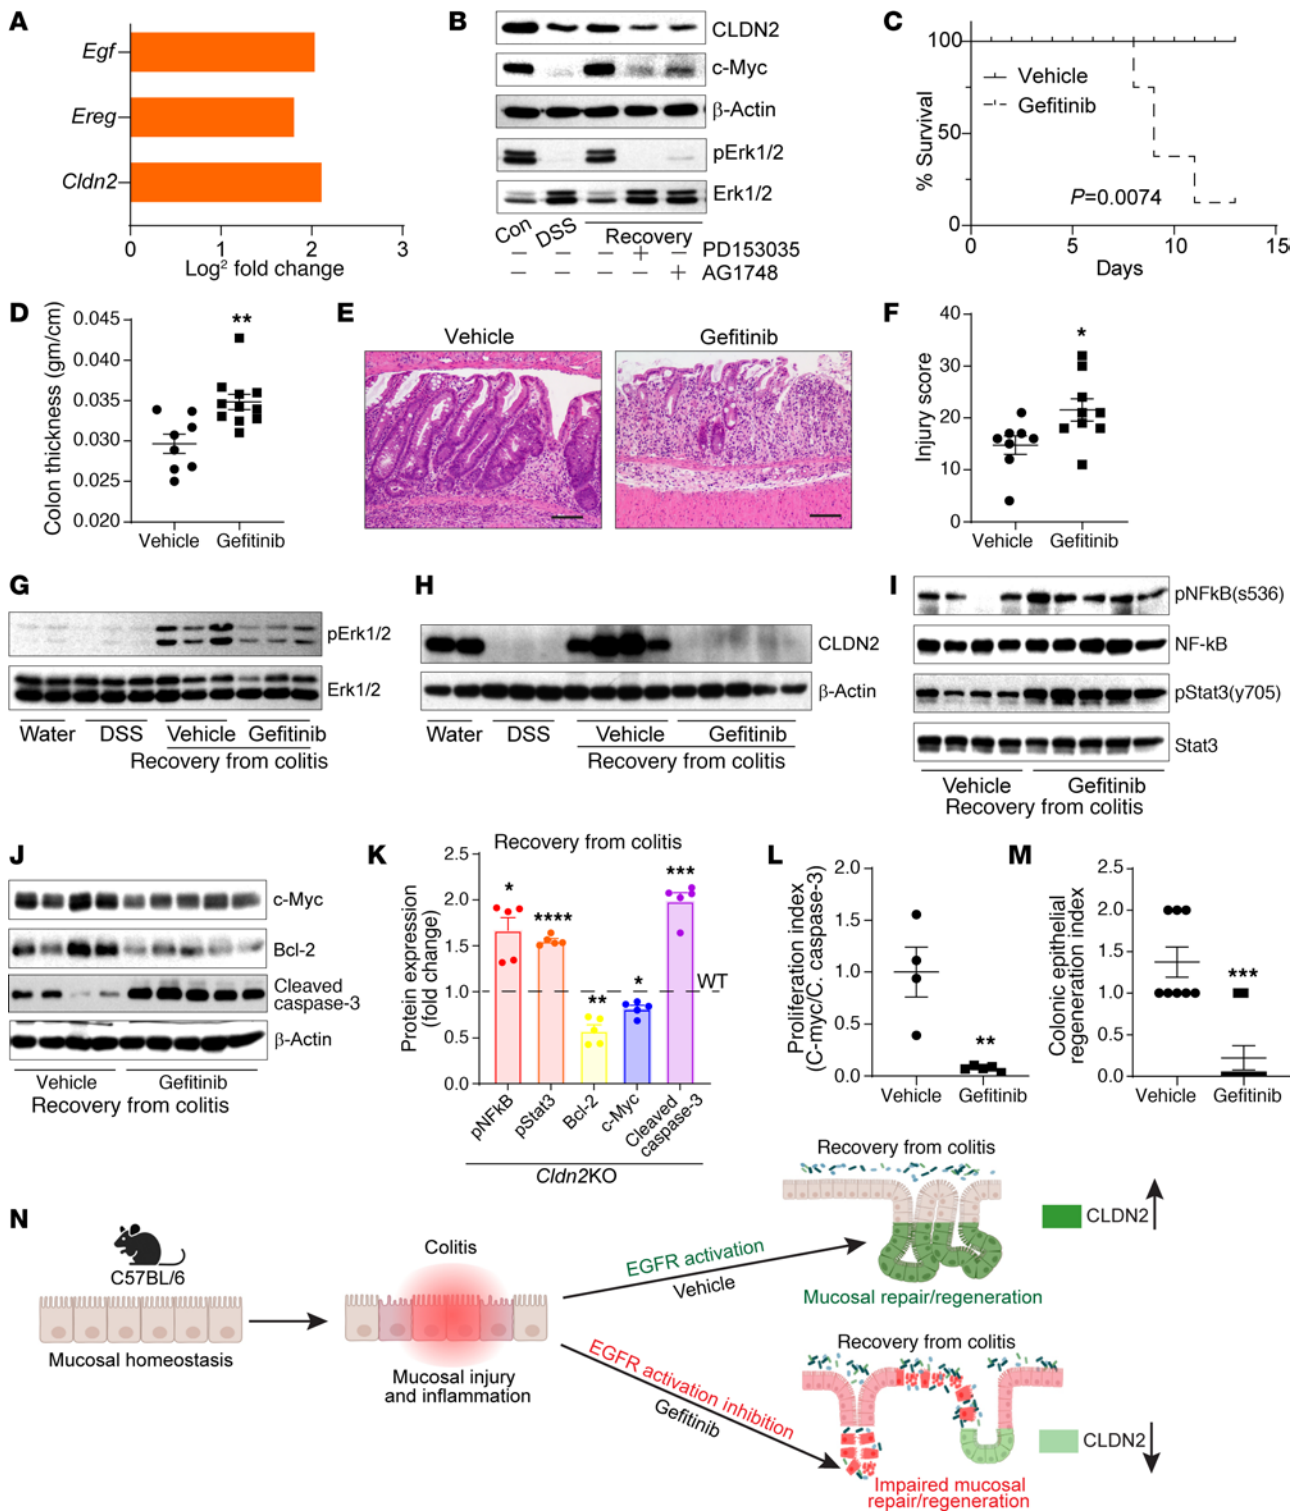 A
Egf
Ereg
Cldn2
0 1 2 3
Log² fold change
B
CLDN2
c-Myc
β-Actin
pErk1/2
Erk1/2
Con DSS Recovery
– – – + – PD153035
– – – – + AG1748
C
% Survival
100
50
0
Vehicle
Gefitinib
P=0.0074
0 5 10 15
Days
D
Colon thickness (gm/cm)
0.045
0.040
0.035
0.030
0.025
0.020
**
Vehicle Gefitinib
E
Vehicle Gefitinib
F
Injury score
40
30
20
10
0
*
Vehicle Gefitinib
G
pErk1/2
Erk1/2
Water DSS Vehicle Gefitinib
Recovery from colitis
H
CLDN2
β-Actin
Water DSS Vehicle Gefitinib
Recovery from colitis
I
pNFkB(s536)
NF-kB
pStat3(y705)
Stat3
Vehicle Gefitinib
Recovery from colitis
J
c-Myc
Bcl-2
Cleaved
caspase-3
β-Actin
Vehicle Gefitinib
Recovery from colitis
K
Recovery from colitis
Protein expression
(fold change)
2.5
2.0
1.5
1.0
0.5
0.0
* **** ** * ***
WT
pNFkB
pStat3
Bcl-2
c-Myc
Cleaved
caspase-3
Cldn2KO
L
Proliferation index
(C-myc/C. caspase-3)
2.0
1.5
1.0
0.5
0.0
**
Vehicle Gefitinib
M
Colonic epithelial
regeneration index
2.5
2.0
1.5
1.0
0.5
0.0
***
Vehicle Gefitinib
N
C57BL/6
Mucosal homeostasis
Colitis
Mucosal injury
and inflammation
EGFR activation
Vehicle
Recovery from colitis
CLDN2
Mucosal repair/regeneration
EGFR activation inhibition
Gefitinib
Recovery from colitis
CLDN2
Impaired mucosal
repair/regeneration